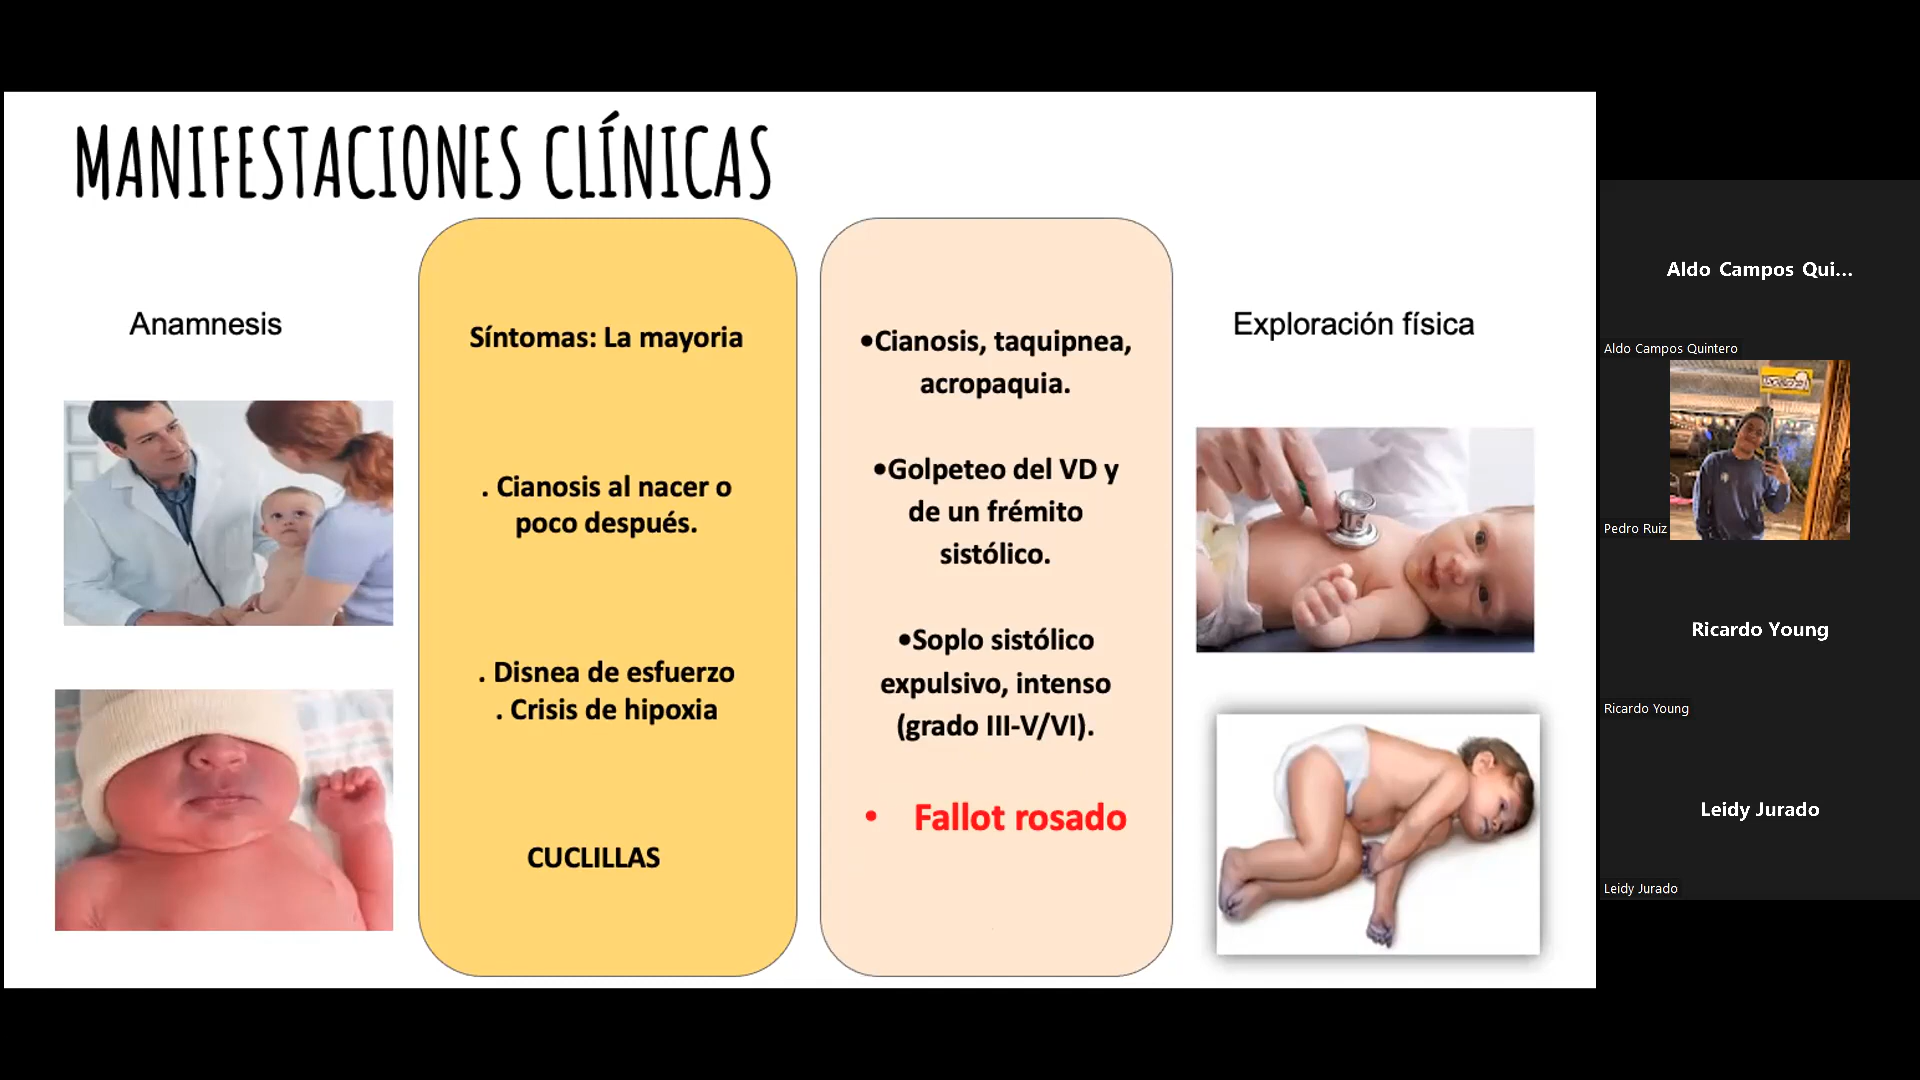 MANIFESTACIONES CLÍNICAS
Anamnesis
Síntomas: La mayoria
. Cianosis al nacer o
poco después.
. Disnea de esfuerzo
. Crisis de hipoxia
CUCLILLAS
•Cianosis, taquipnea,
acropaquia.
•Golpeteo del VD y
de un frémito
sistólico.
•Soplo sistólico
expulsivo, intenso
(grado III-V/VI).
• Fallot rosado
Exploración física
Aldo Campos Qui...
Aldo Campos Quintero
Pedro Ruiz
Ricardo Young
Ricardo Young
Leidy Jurado
Leidy Jurado